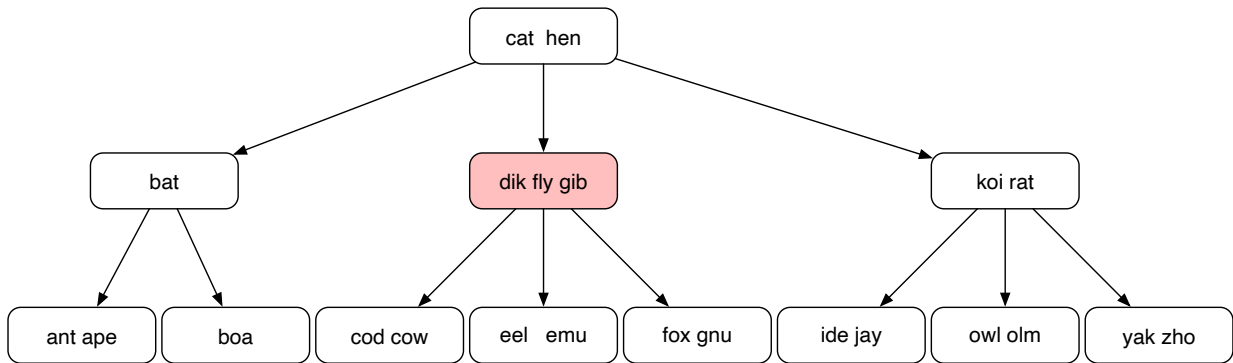 cat hen
bat
dik fly gib
koi rat
ant ape
boa
cod cow
eel emu
fox gnu
ide jay
owl olm
yak zho